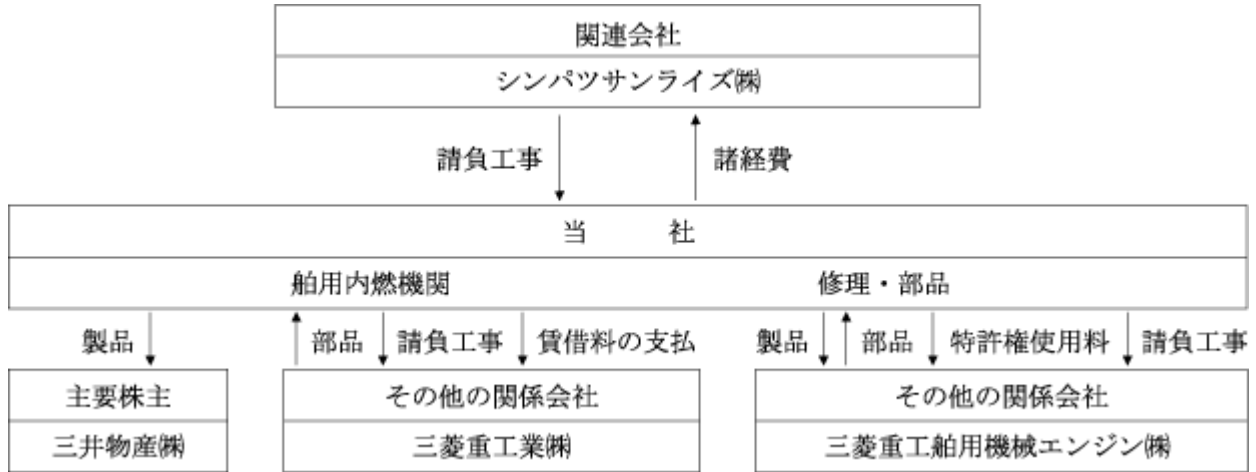 関連会社
シンパツサンライズ㈱
請負工事 諸経費
当 社
舶用内燃機関 修理・部品
製品 部品 請負工事 賃借料の支払 製品 部品 特許権使用料 請負工事
主要株主 その他の関係会社 その他の関係会社
三井物産㈱ 三菱重工業㈱ 三菱重工舶用機械エンジン㈱